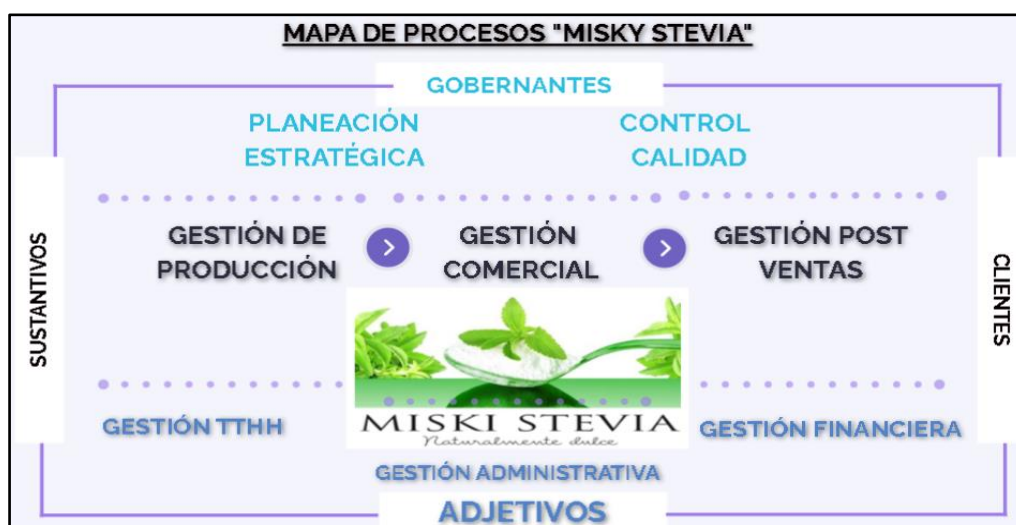 MAPA DE PROCESOS "MISKY STEVIA"
GOBERNANTES
PLANEACIÓN
ESTRATÉGICA
CONTROL
CALIDAD
SUSTANTIVOS
GESTIÓN DE
PRODUCCIÓN
GESTIÓN
COMERCIAL
GESTIÓN POST
VENTAS
CLIENTES
MISKI STEVIA
Naturalmente dulce
GESTIÓN TTHH
GESTIÓN ADMINISTRATIVA
GESTIÓN FINANCIERA
ADJETIVOS